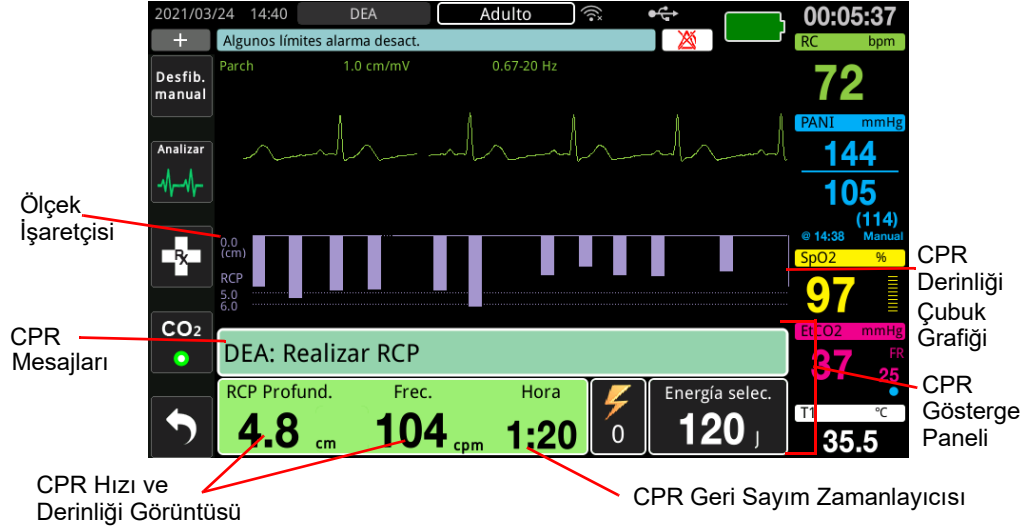 2021/03/24 14:40 DEA Adulto 00:05:37
+ Algunos límites alarma desact. RC bpm
Desfib.
manual
Parch 1.0 cm/mV 0.67-20 Hz
72
PANI mmHg
144
105
(114)
@ 14:38 Manual
Analizar
Ölçek
İşaretçisi
0.0
(cm)
RCP
5.0
6.0
Rx
SpO2 %
97
CPR
Derinliği
Çubuk
Grafiği
CO2
CPR
Mesajları
DEA: Realizar RCP
EtCO2 mmHg
37
FR
25
CPR
Gösterge
Paneli
RCP Profund. Frec. Hora
4.8 cm 104 cpm 1:20
0
Energía selec.
120 J
T1 °C
35.5
CPR Hızı ve
Derinliği Görüntüsü
CPR Geri Sayım Zamanlayıcısı